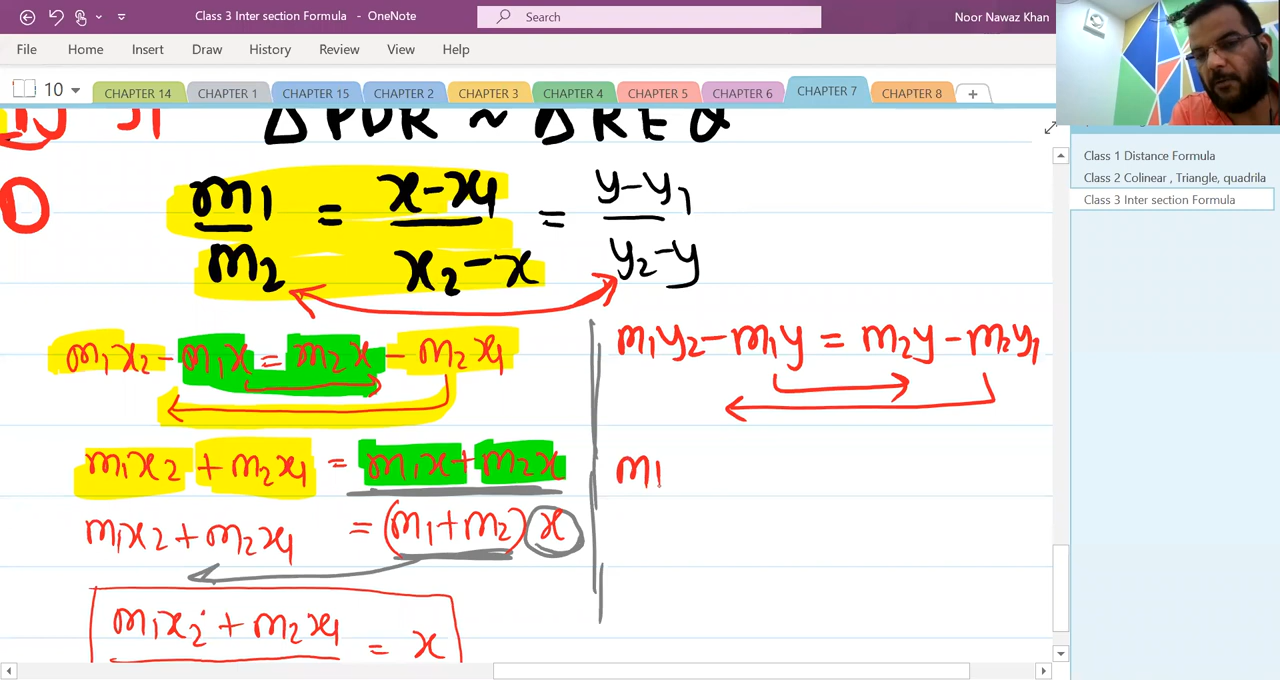 Class 3 Inter section Formula - OneNote
Search
Noor Nawaz Khan
File Home Insert Draw History Review View Help
10 CHAPTER 14 CHAPTER 1 CHAPTER 15 CHAPTER 2 CHAPTER 3 CHAPTER 4 CHAPTER 5 CHAPTER 6 CHAPTER 7 CHAPTER 8
Class 1 Distance Formula
Class 2 Colinear , Triangle, quadrila
Class 3 Inter section Formula
Δ PDR ~ Δ R E Q
m1/m2 = x-x1/x2-x = y-y1/y2-y
m1x2 - m1x = m2x - m2x1
m1x2 + m2x1 = m1x + m2x
m1x2 + m2x1 = (m1+m2) x
m1x2 + m2x1 = x
m1y2 - m1y = m2y - m2y1
m1